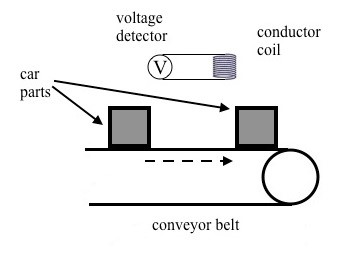 voltage
detector
conductor
coil
V
car
parts
conveyor belt